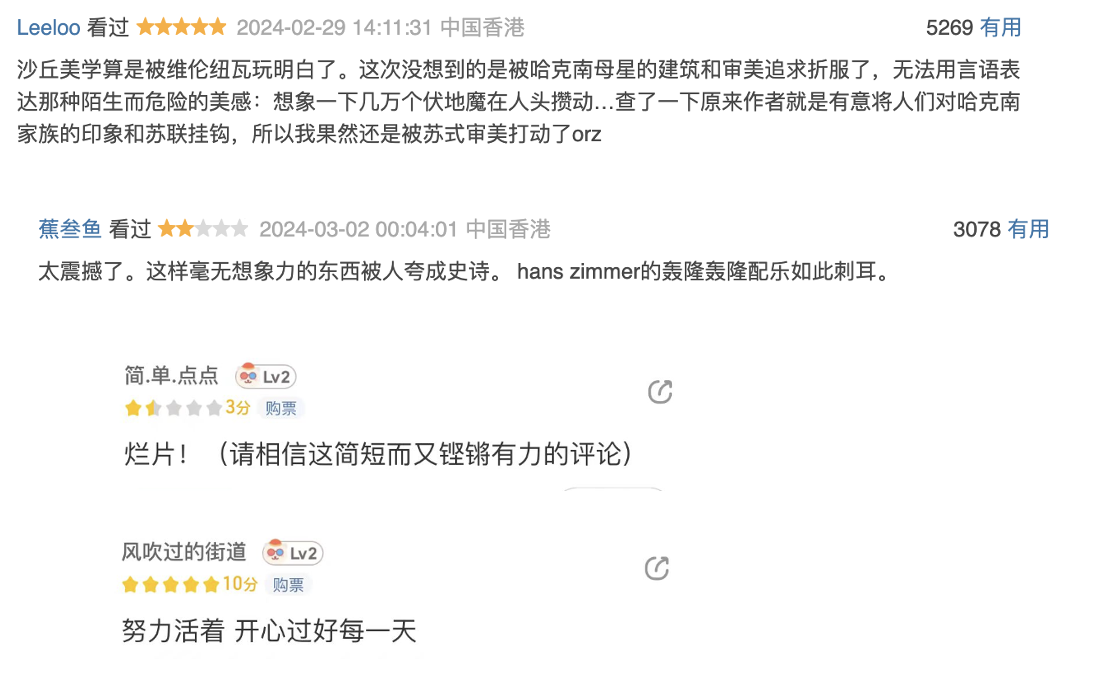 Leeloo 看过 2024-02-29 14:11:31 中国香港 5269 有用
沙丘美学算是被维伦纽瓦玩明白了。这次没想到的是被哈克南母星的建筑和审美追求折服了，无法用言语表
达那种陌生而危险的美感：想象一下几万个伏地魔在人头攒动...查了一下原来作者就是有意将人们对哈克南
家族的印象和苏联挂钩，所以我果然还是被苏式审美打动了orz
蕉叁鱼 看过 2024-03-02 00:04:01 中国香港 3078 有用
太震撼了。这样毫无想象力的东西被人夸成史诗。 hans zimmer的轰隆轰隆配乐如此刺耳。
简.单.点点 Lv2
3分 购票
烂片！（请相信这简短而又铿锵有力的评论）
风吹过的街道 Lv2
10分 购票
努力活着 开心过好每一天